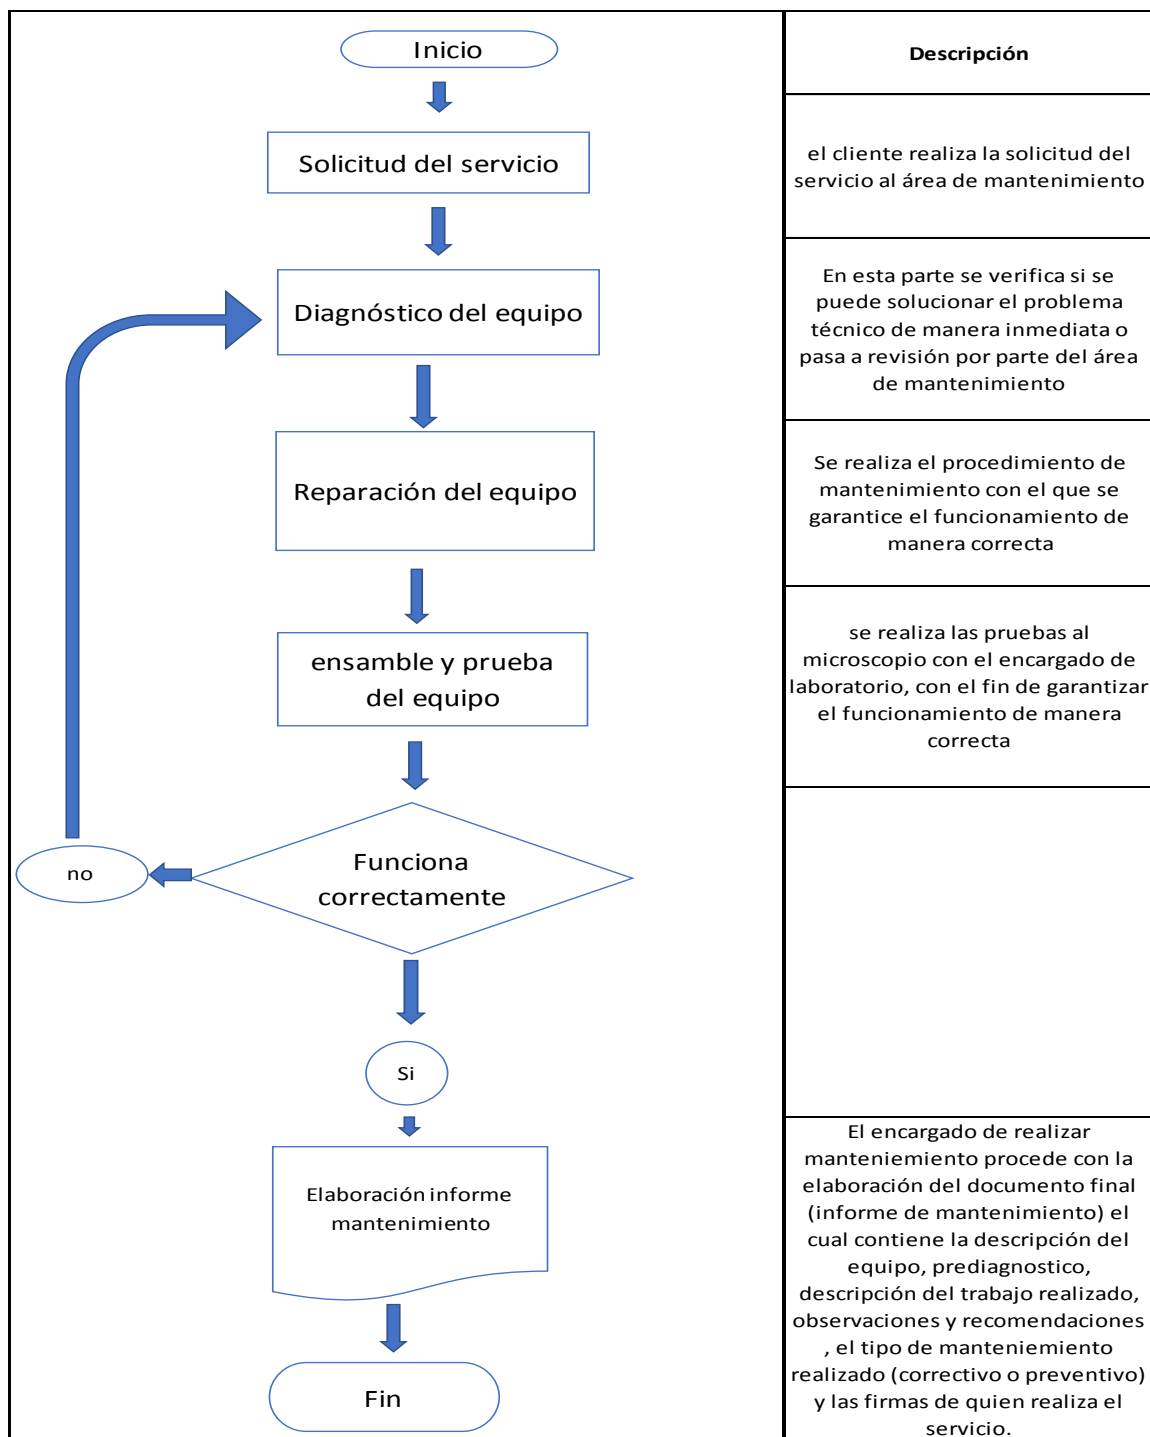 Inicio
Descripción
Solicitud del servicio
el cliente realiza la solicitud del
servicio al área de mantenimiento
Diagnóstico del equipo
En esta parte se verifica si se
puede solucionar el problema
técnico de manera inmediata o
pasa a revisión por parte del área
de mantenimiento
Reparación del equipo
Se realiza el procedimiento de
mantenimiento con el que se
garantice el funcionamiento de
manera correcta
ensamble y prueba
del equipo
se realiza las pruebas al
microscopio con el encargado de
laboratorio, con el fin de garantizar
el funcionamiento de manera
correcta
Funciona
correctamente
no
Si
Elaboración informe
mantenimiento
El encargado de realizar
manteniemiento procede con la
elaboración del documento final
(informe de mantenimiento) el
cual contiene la descripción del
equipo, prediagnostico,
descripción del trabajo realizado,
observaciones y recomendaciones
, el tipo de manteniemiento
realizado (correctivo o preventivo)
y las firmas de quien realiza el
servicio.
Fin